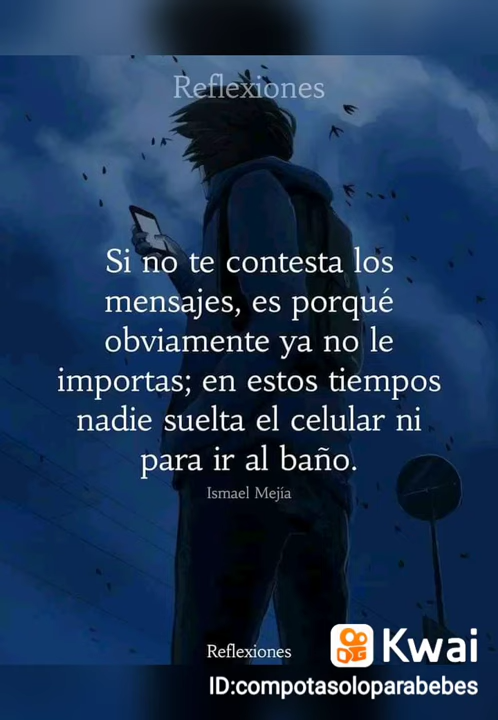 Reflexiones
Si no te contesta los
mensajes, es porqué
obviamente ya no le
importas; en estos tiempos
nadie suelta el celular ni
para ir al baño.
Ismael Mejía
Reflexiones
Kwai
ID:compotasoloparabebes